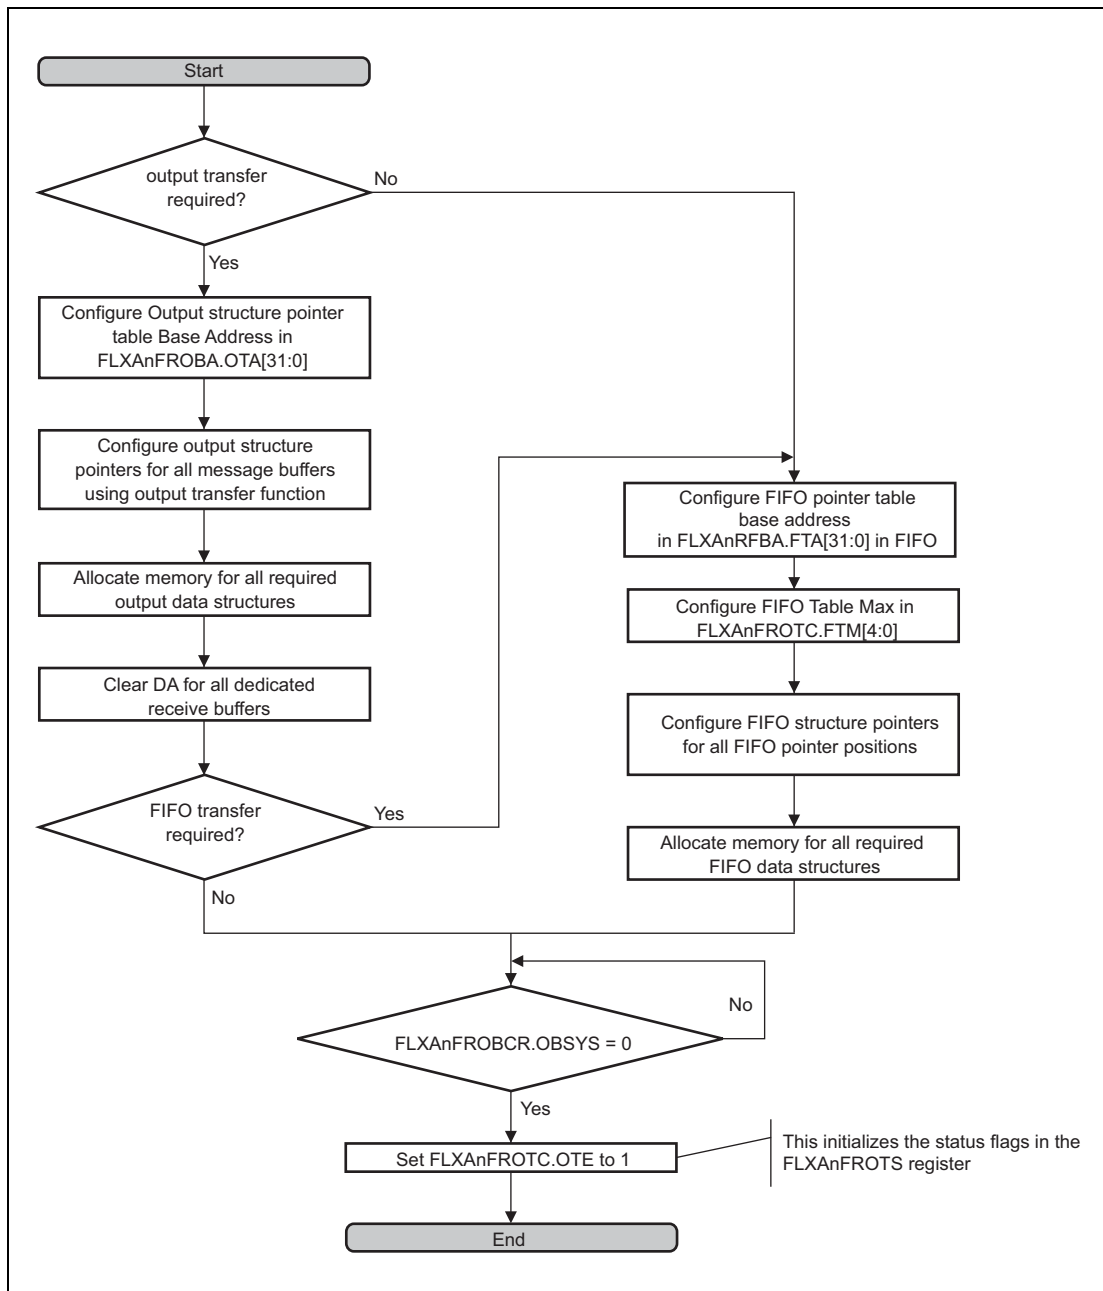 Start
output transfer
required?
No
Yes
Configure Output structure pointer
table Base Address in
FLXAnFROBA.OTA[31:0]
Configure output structure
pointers for all message buffers
using output transfer function
Allocate memory for all required
output data structures
Clear DA for all dedicated
receive buffers
FIFO transfer
required?
Yes
No
Configure FIFO pointer table
base address
in FLXAnRFBA.FTA[31:0] in FIFO
Configure FIFO Table Max in
FLXAnFROTC.FTM[4:0]
Configure FIFO structure pointers
for all FIFO pointer positions
Allocate memory for all required
FIFO data structures
FLXAnFROBCR.OBSYS = 0
No
Yes
Set FLXAnFROTC.OTE to 1
This initializes the status flags in the
FLXAnFROTS register
End